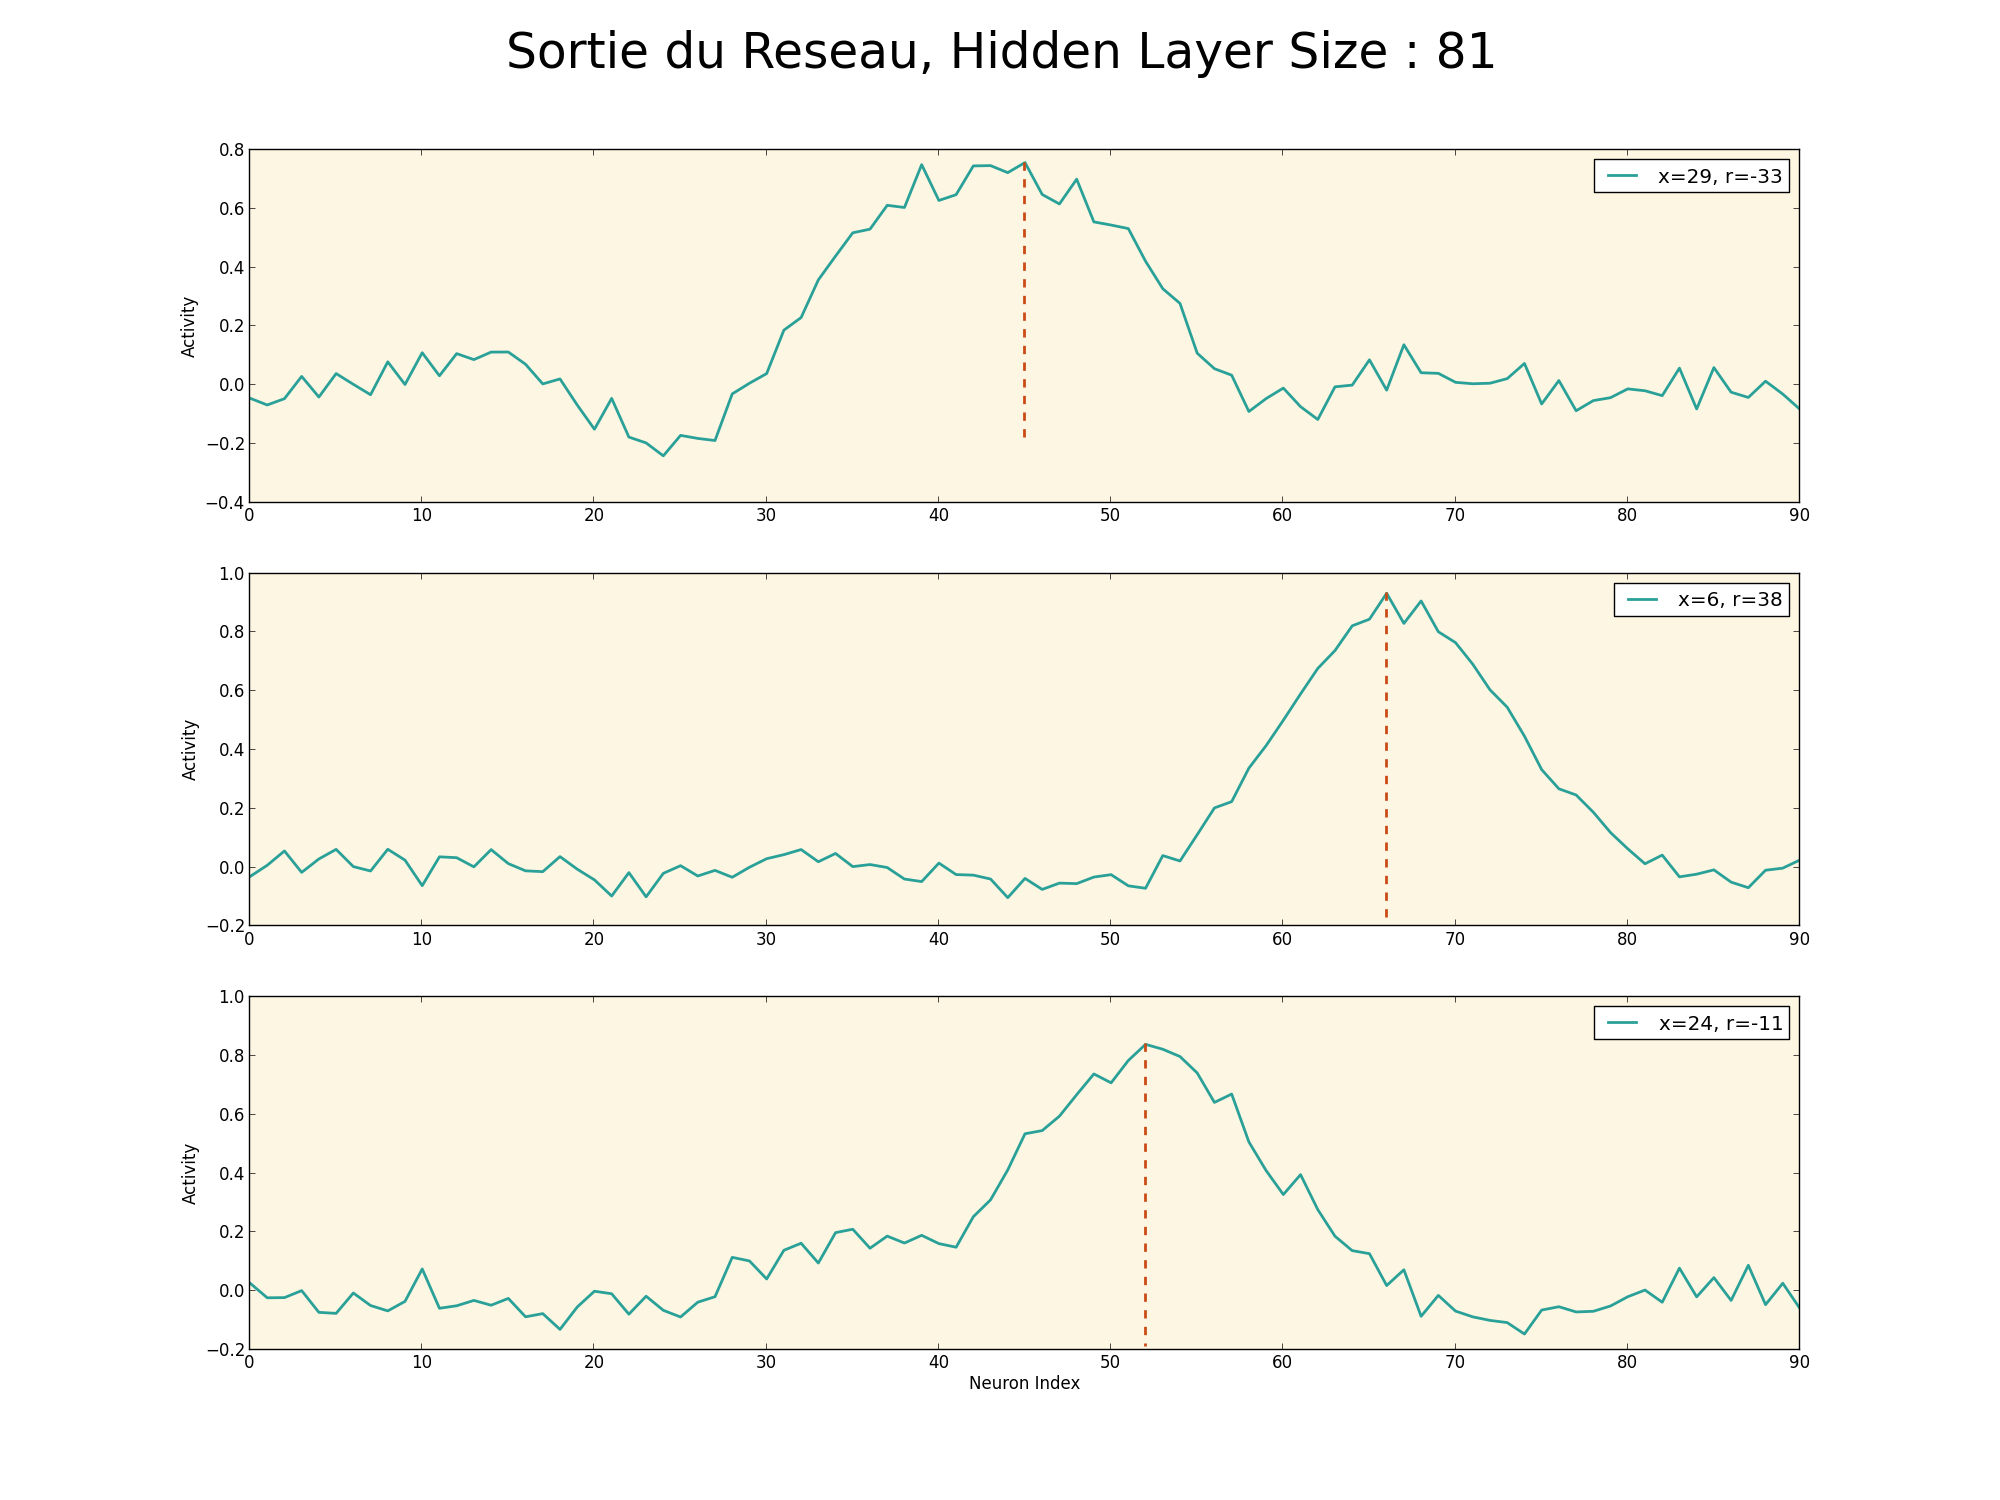 Sortie du Reseau, Hidden Layer Size : 81
0.8
0.6
0.4
0.2
0.0
−0.2
−0.4
Activity
x=29, r=-33
0 10 20 30 40 50 60 70 80 90
1.0
0.8
0.6
0.4
0.2
0.0
−0.2
Activity
x=6, r=38
0 10 20 30 40 50 60 70 80 90
1.0
0.8
0.6
0.4
0.2
0.0
−0.2
Activity
x=24, r=-11
0 10 20 30 40 50 60 70 80 90
Neuron Index